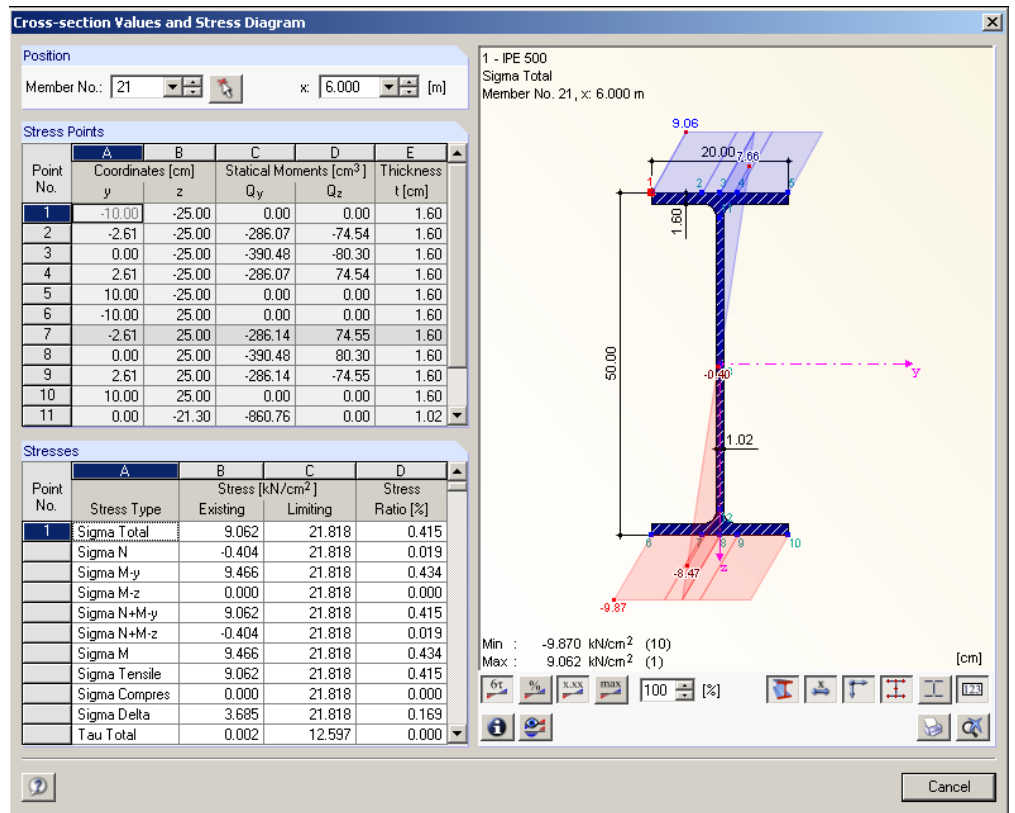 Cross-section Values and Stress Diagram
Position
Member No.: 21 x: 6.000 [m]
Stress Points
A B C D E
Point Coordinates [cm] Statical Moments [cm³] Thickness
No. y z Qy Qz t [cm]
1 -10.00 -25.00 0.00 0.00 1.60
2 -2.61 -25.00 -286.07 -74.54 1.60
3 0.00 -25.00 -390.48 -80.30 1.60
4 2.61 -25.00 -286.07 74.54 1.60
5 10.00 -25.00 0.00 0.00 1.60
6 -10.00 25.00 0.00 0.00 1.60
7 -2.61 25.00 -286.14 74.55 1.60
8 0.00 25.00 -390.48 80.30 1.60
9 2.61 25.00 -286.14 -74.55 1.60
10 10.00 25.00 0.00 0.00 1.60
11 0.00 -21.30 -860.76 0.00 1.02
Stresses
A B C D
Point Stress [kN/cm²] Stress
No. Stress Type Existing Limiting Ratio [%]
1 Sigma Total 9.062 21.818 0.415
Sigma N -0.404 21.818 0.019
Sigma M-y 9.466 21.818 0.434
Sigma M-z 0.000 21.818 0.000
Sigma N+M-y 9.062 21.818 0.415
Sigma N+M-z -0.404 21.818 0.019
Sigma M 9.466 21.818 0.434
Sigma Tensile 9.062 21.818 0.415
Sigma Compres 0.000 21.818 0.000
Sigma Delta 3.685 21.818 0.169
Tau Total 0.002 12.597 0.000
1 - IPE 500
Sigma Total
Member No. 21, x: 6.000 m
9.06
20.00 7.66
1 2 3 4 5
1.60
50.00
-0.40 y
1.02
6 7 8 9 10
z
-8.47
-9.87
Min : -9.870 kN/cm² (10)
Max : 9.062 kN/cm² (1) [cm]
στ % x.xx max 100 [%] x 123
Cancel